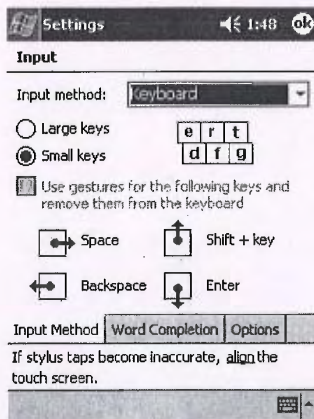 Settings 1:48 ok
Input
Input method: Keyboard
Large keys
e r t
Small keys
d f g
Use gestures for the following keys and
remove them from the keyboard
Space Shift + key
Backspace Enter
Input Method Word Completion Options
If stylus taps become inaccurate, align the
touch screen.